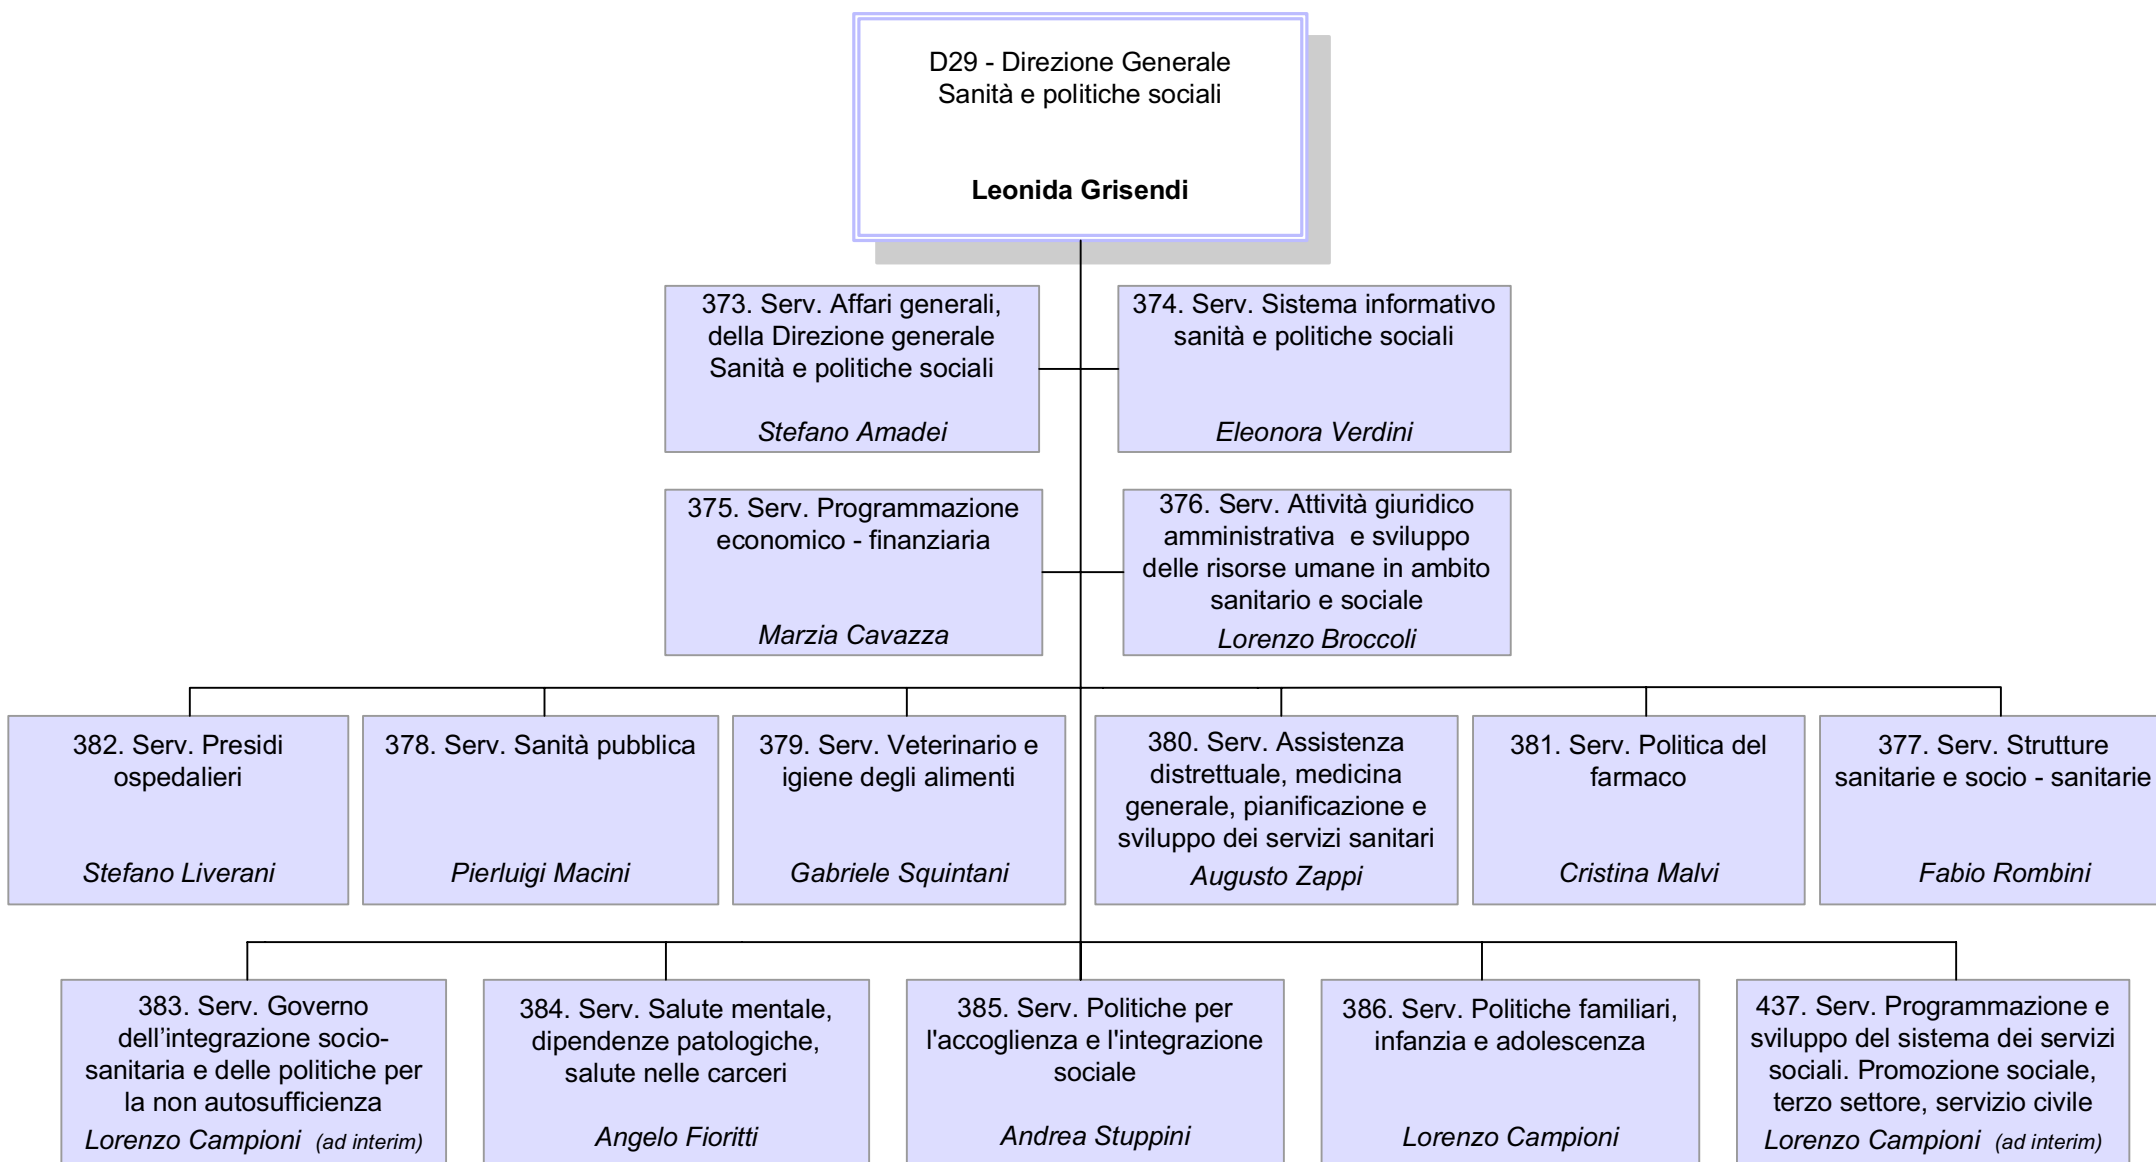 D29 - Direzione Generale
Sanità e politiche sociali
Leonida Grisendi
373. Serv. Affari generali,
della Direzione generale
Sanità e politiche sociali
Stefano Amadei
374. Serv. Sistema informativo
sanità e politiche sociali
Eleonora Verdini
375. Serv. Programmazione
economico - finanziaria
Marzia Cavazza
376. Serv. Attività giuridico
amministrativa e sviluppo
delle risorse umane in ambito
sanitario e sociale
Lorenzo Broccoli
382. Serv. Presidi
ospedalieri
Stefano Liverani
378. Serv. Sanità pubblica
Pierluigi Macini
379. Serv. Veterinario e
igiene degli alimenti
Gabriele Squintani
380. Serv. Assistenza
distrettuale, medicina
generale, pianificazione e
sviluppo dei servizi sanitari
Augusto Zappi
381. Serv. Politica del
farmaco
Cristina Malvi
377. Serv. Strutture
sanitarie e socio - sanitarie
Fabio Rombini
383. Serv. Governo
dell’integrazione socio-
sanitaria e delle politiche per
la non autosufficienza
Lorenzo Campioni (ad interim)
384. Serv. Salute mentale,
dipendenze patologiche,
salute nelle carceri
Angelo Fioritti
385. Serv. Politiche per
l'accoglienza e l'integrazione
sociale
Andrea Stuppini
386. Serv. Politiche familiari,
infanzia e adolescenza
Lorenzo Campioni
437. Serv. Programmazione e
sviluppo del sistema dei servizi
sociali. Promozione sociale,
terzo settore, servizio civile
Lorenzo Campioni (ad interim)